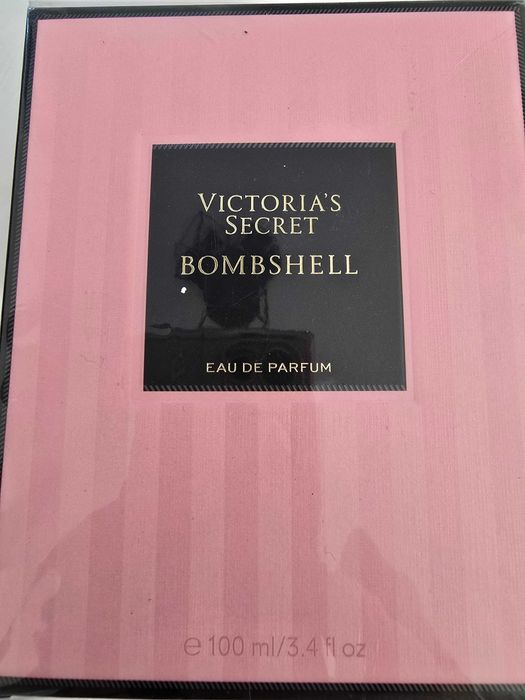 VICTORIA'S
SECRET
BOMBSHELL
EAU DE PARFUM
℮ 100 ml/3.4 fl oz